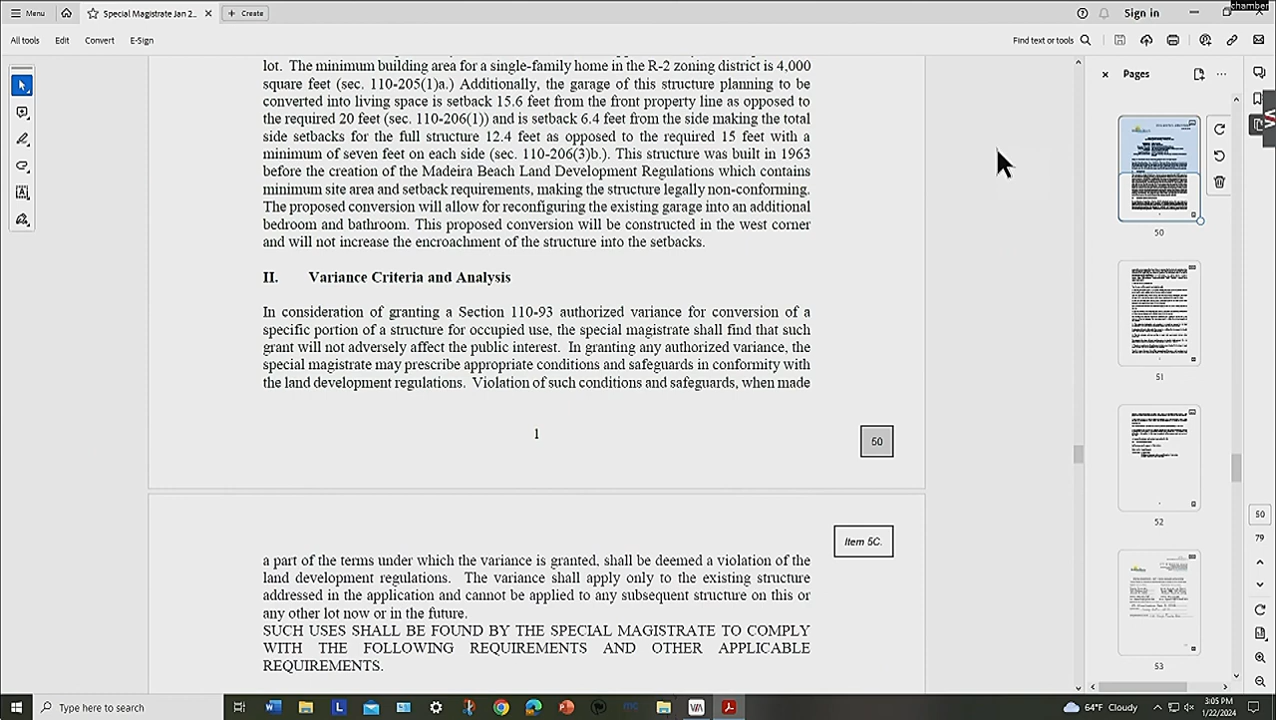 chamber
Menu
Special Magistrate Jan 2...
Create
Sign in
All tools
Edit
Convert
E-Sign
Find text or tools
Pages
lot. The minimum building area for a single-family home in the R-2 zoning district is 4,000
square feet (sec. 110-205(1)a.) Additionally, the garage of this structure planning to be
converted into living space is setback 15.6 feet from the front property line as opposed to
the required 20 feet (sec. 110-206(1)) and is setback 6.4 feet from the side making the total
side setbacks for the full structure 12.4 feet as opposed to the required 15 feet with a
minimum of seven feet on each side (sec. 110-206(3)b.). This structure was built in 1963
before the creation of the Madeira Beach Land Development Regulations which contains
minimum site area and setback requirements, making the structure legally non-conforming.
The proposed conversion will allow for reconfiguring the existing garage into an additional
bedroom and bathroom. This proposed conversion will be constructed in the west corner
and will not increase the encroachment of the structure into the setbacks.
II. Variance Criteria and Analysis
In consideration of granting a Section 110-93 authorized variance for conversion of a
specific portion of a structure for occupied use, the special magistrate shall find that such
grant will not adversely affect the public interest. In granting any authorized variance, the
special magistrate may prescribe appropriate conditions and safeguards in conformity with
the land development regulations. Violation of such conditions and safeguards, when made
1
50
Item 5C.
a part of the terms under which the variance is granted, shall be deemed a violation of the
land development regulations. The variance shall apply only to the existing structure
addressed in the application and cannot be applied to any subsequent structure on this or
any other lot now or in the future.
SUCH USES SHALL BE FOUND BY THE SPECIAL MAGISTRATE TO COMPLY
WITH THE FOLLOWING REQUIREMENTS AND OTHER APPLICABLE
REQUIREMENTS.
50
51
52
53
50
79
Type here to search
64°F Cloudy
3:05 PM
1/22/2024